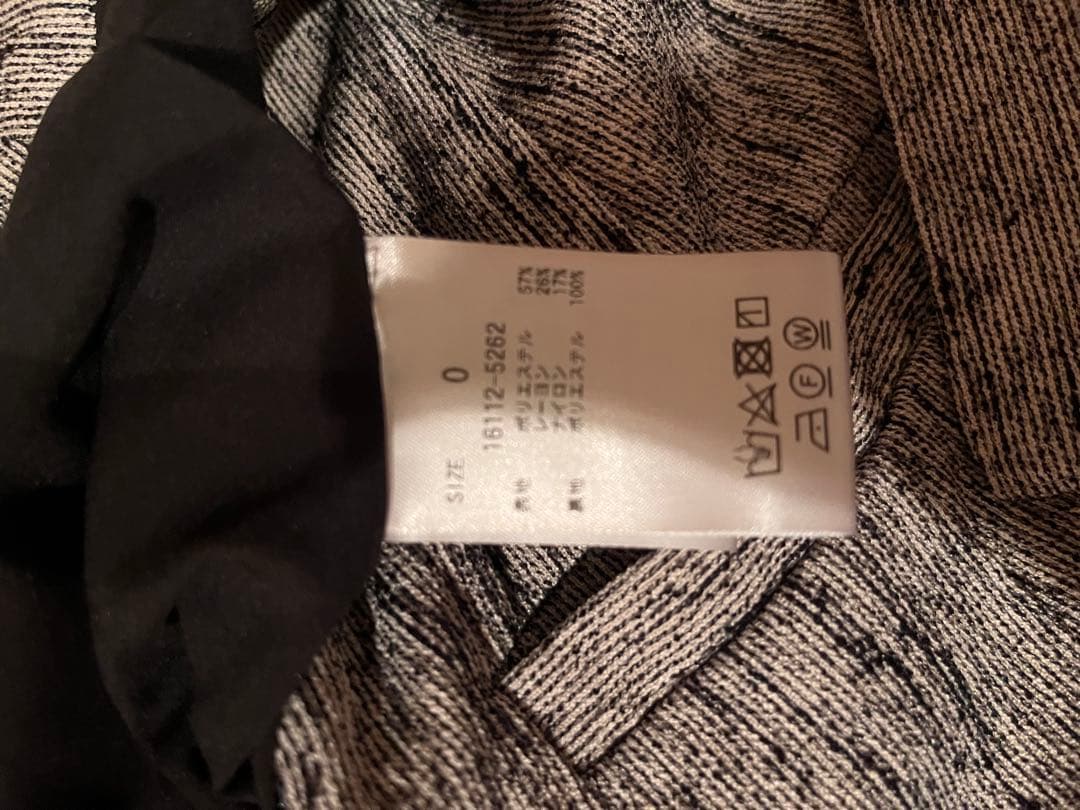 SIZE 0
16112-5262
表地 ポリエステル 57%
レーヨン 26%
ナイロン 17%
裏地 ポリエステル 100%
F W